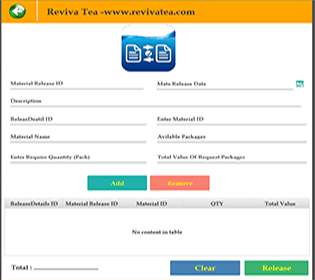 Reviva Tea -www.revivatea.com
Material Release ID
Mate Release Date
Description
ReleasDeatil ID
Enter Material ID
Material Name
Avilable Packages
Enter Require Quantity (Pack)
Total Value Of Request Packages
Add
Remove
ReleaseDetails ID Material Release ID Material ID QTY Total Value
No content in table
Total : ................................
Clear
Release